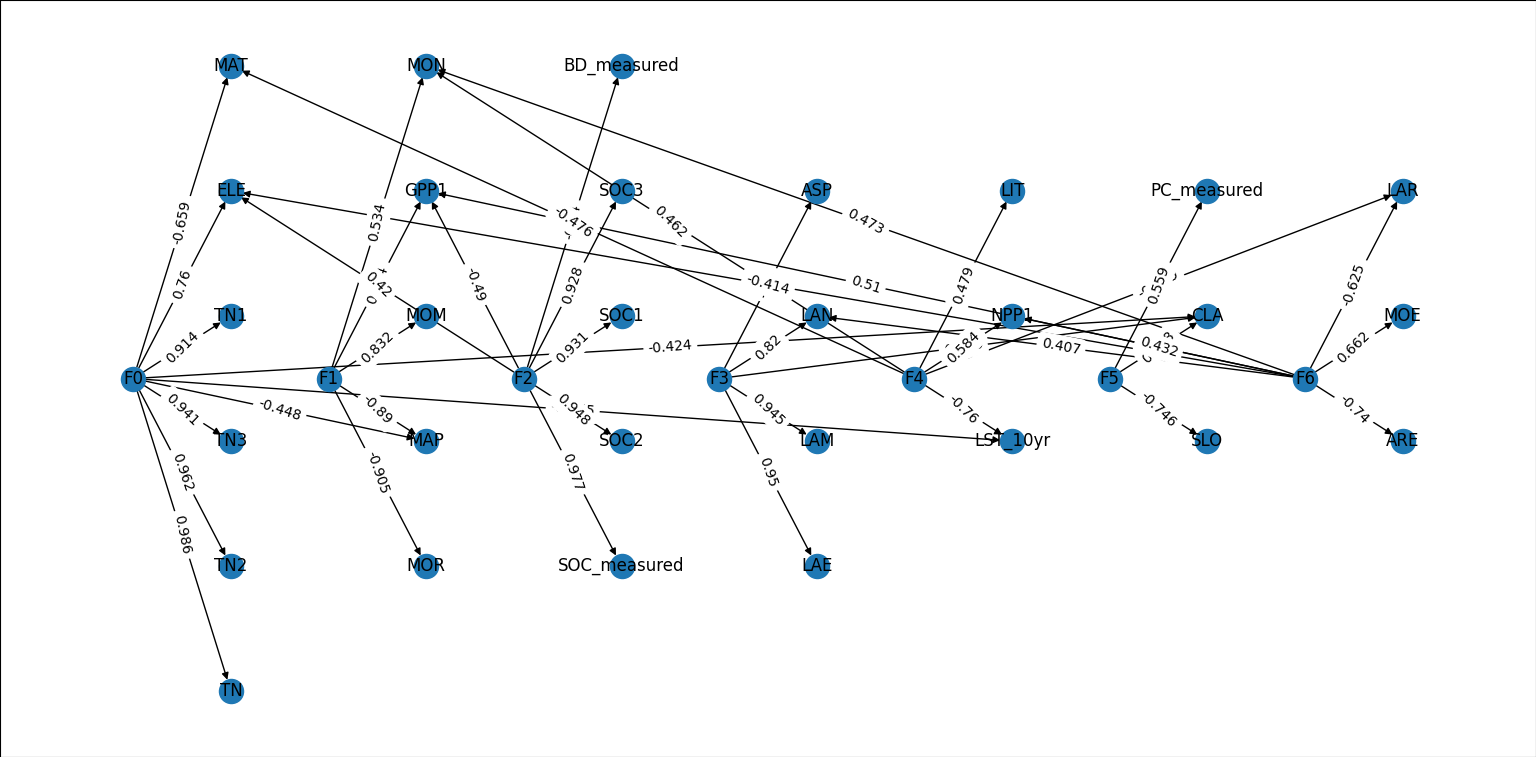 MAT MON BD_measured
ELE GPP1 SOC3 ASP LIT PC_measured LAR
-0.659 0.534 -0.476 0.462 0.473
0.76 0.42 -0.49 0.928 -0.414 0.51 0.479 0.559 -0.625
TN1 MOM SOC1 LAN NPP1 CLA MOE
0.914 0.832 0.931 -0.424 0.82 0.584 0.407 0.432 0.662
F0 F1 F2 F3 F4 F5 F6
0.941 -0.448 -0.89 0.948 0.945 -0.76 -0.746 -0.74
TN3 MAP SOC2 LAM SLO ARE
0.962 -0.905 0.977 0.95
0.986
TN2 MOR SOC_measured LAE
TN